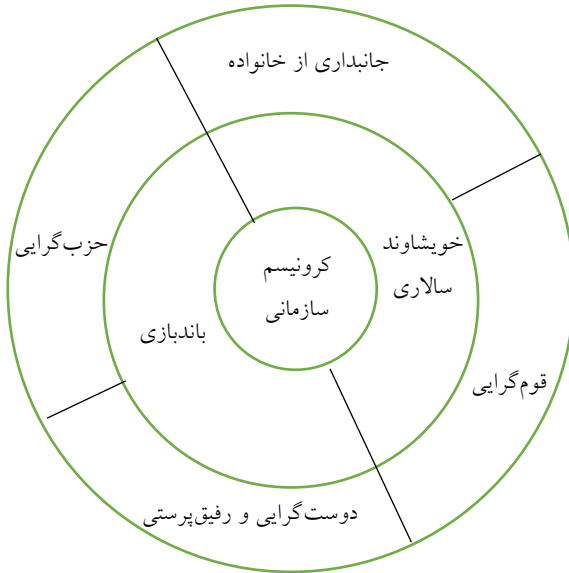 جانبداری از خانواده
حزب‌گرایی
خویشاوند
سالاری
کرونیسم
سازمانی
باندبازی
قوم‌گرایی
دوست‌گرایی و رفیق‌پرستی